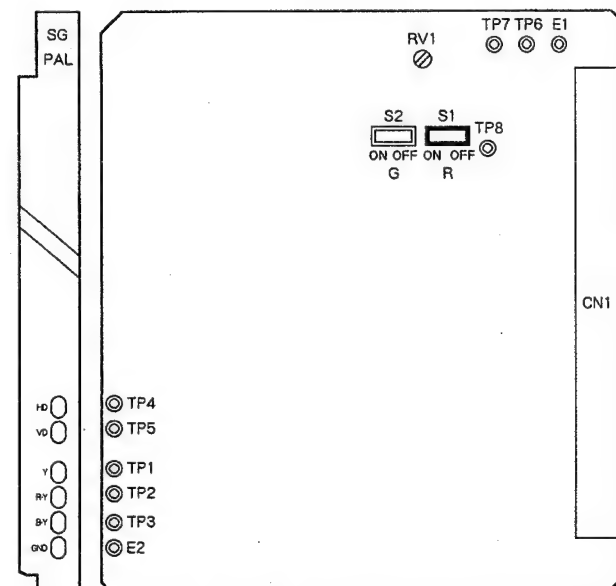 SG
PAL
TP7 TP6 E1
RV1
S2 S1
TP8
ON OFF ON OFF
G R
CN1
HD TP4
VD TP5
Y TP1
R-Y TP2
B-Y TP3
GND E2